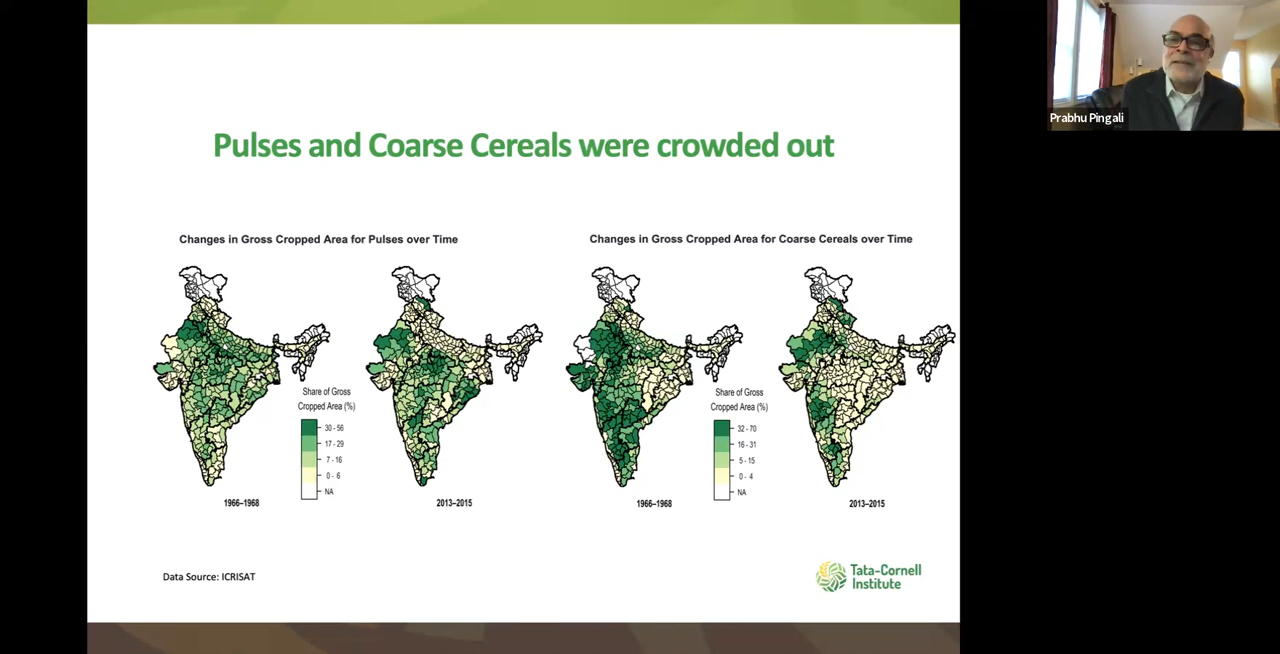 Prabhu Pingali
Pulses and Coarse Cereals were crowded out
Changes in Gross Cropped Area for Pulses over Time
Changes in Gross Cropped Area for Coarse Cereals over Time
Share of Gross
Cropped Area (%)
30 - 56
17 - 29
7 - 16
0 - 6
NA
1966–1968
2013–2015
Share of Gross
Cropped Area (%)
32 - 70
16 - 31
5 - 15
0 - 4
NA
1966–1968
2013–2015
Data Source: ICRISAT
Tata-Cornell
Institute